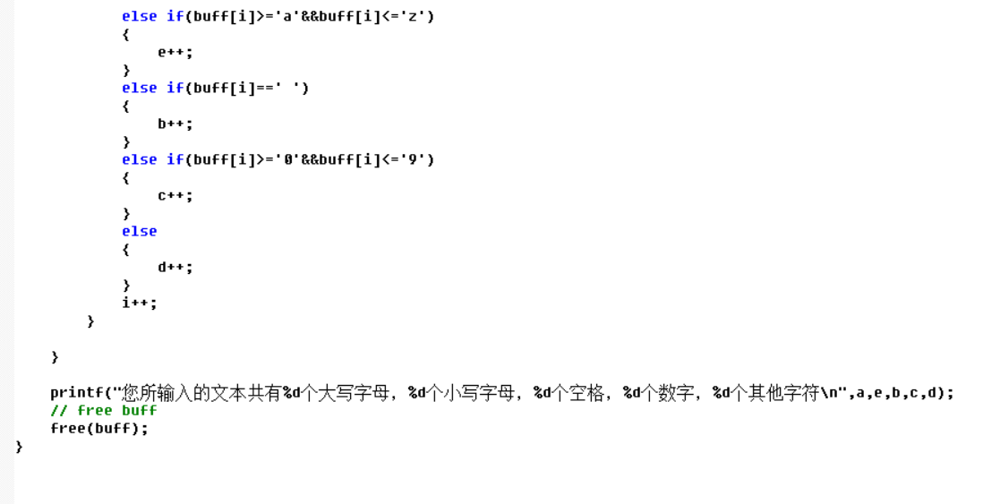 else if(buff[i]>='a'&&buff[i]<='z')
{
e++;
}
else if(buff[i]==' ')
{
b++;
}
else if(buff[i]>='0'&&buff[i]<='9')
{
c++;
}
else
{
d++;
}
i++;
}
}
printf("您所输入的文本共有%d个大写字母，%d个小写字母，%d个空格，%d个数字，%d个其他字符\n",a,e,b,c,d);
// free buff
free(buff);
}